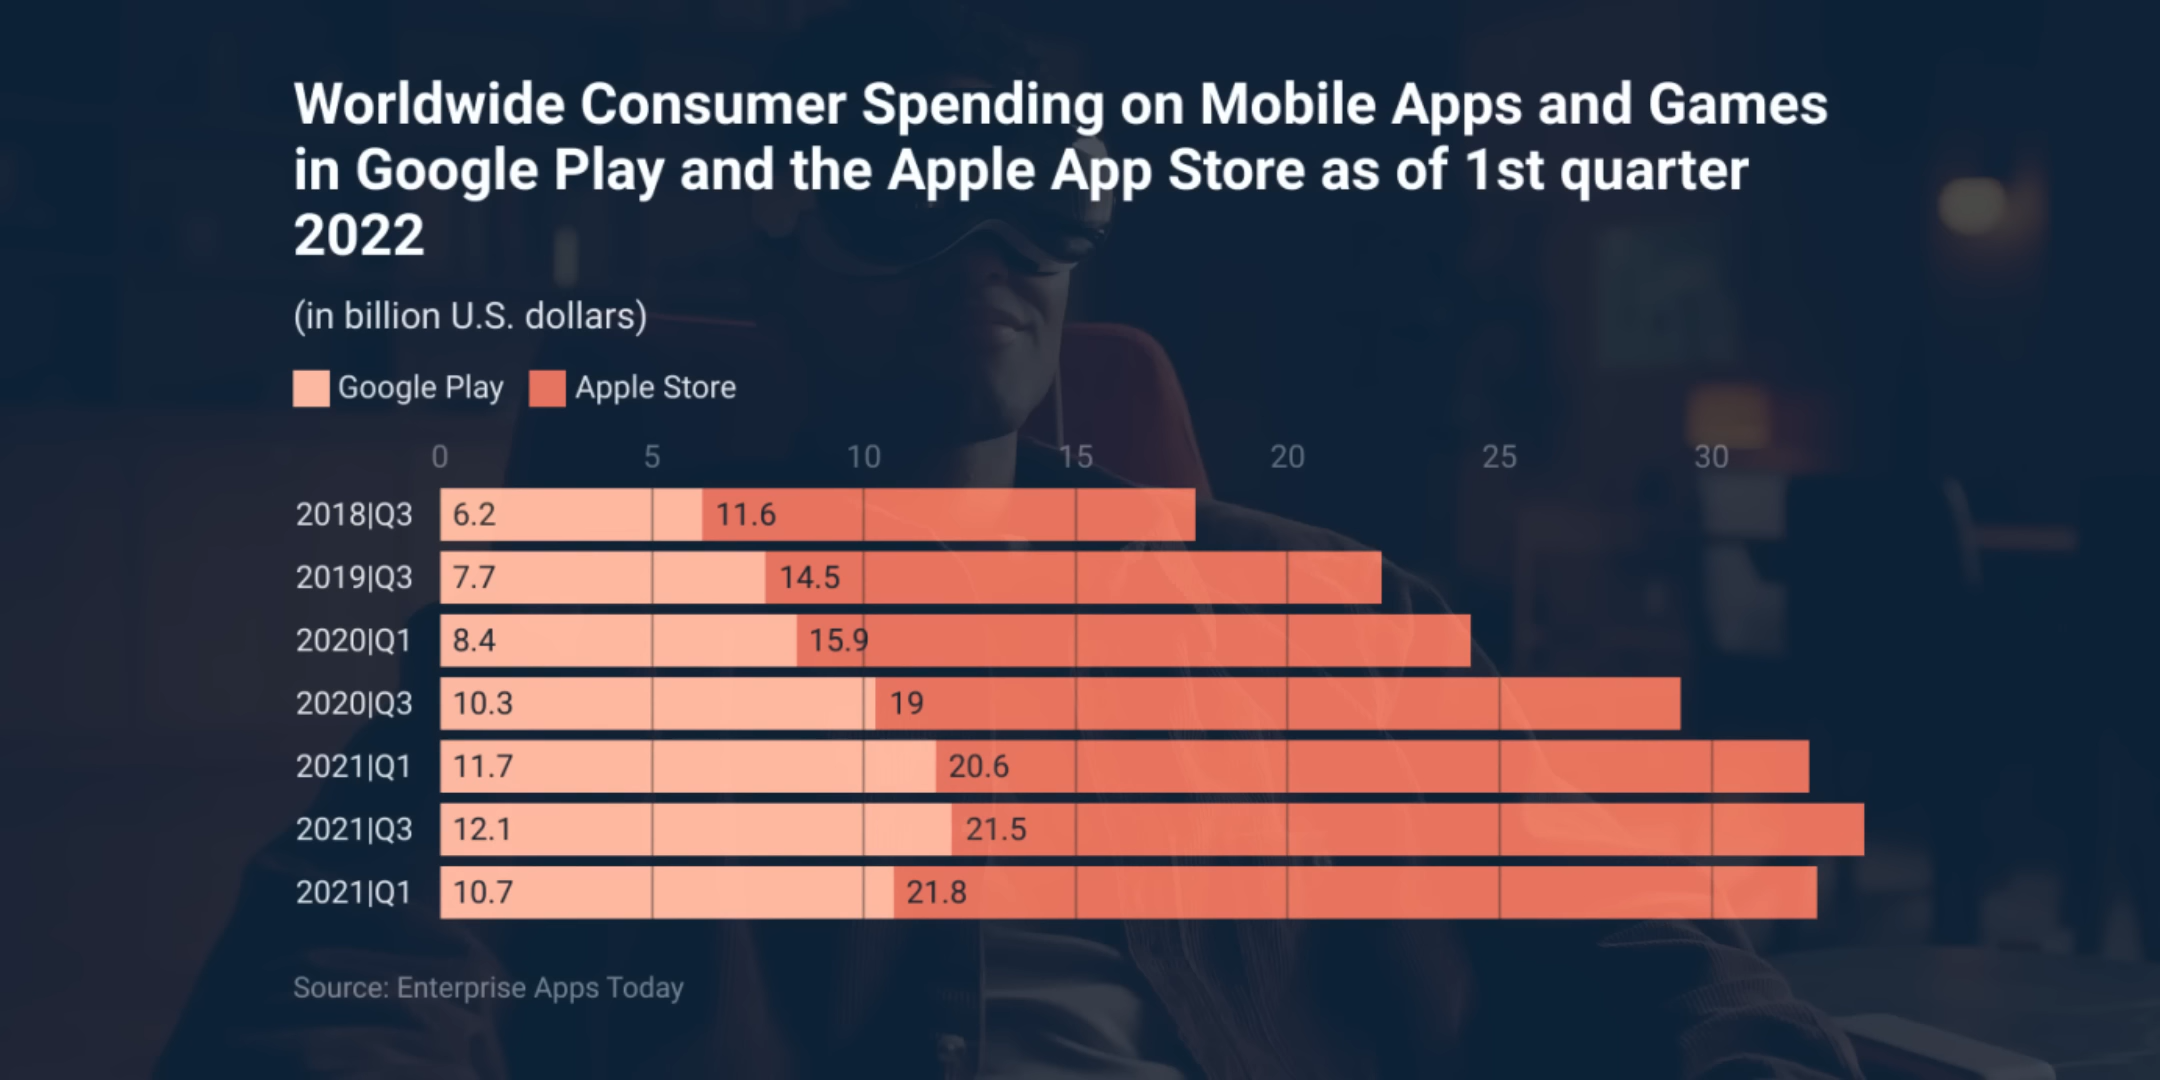 Worldwide Consumer Spending on Mobile Apps and Games
in Google Play and the Apple App Store as of 1st quarter
2022
(in billion U.S. dollars)
Google Play Apple Store
0 5 10 15 20 25 30
2018|Q3 6.2 11.6
2019|Q3 7.7 14.5
2020|Q1 8.4 15.9
2020|Q3 10.3 19
2021|Q1 11.7 20.6
2021|Q3 12.1 21.5
2021|Q1 10.7 21.8
Source: Enterprise Apps Today